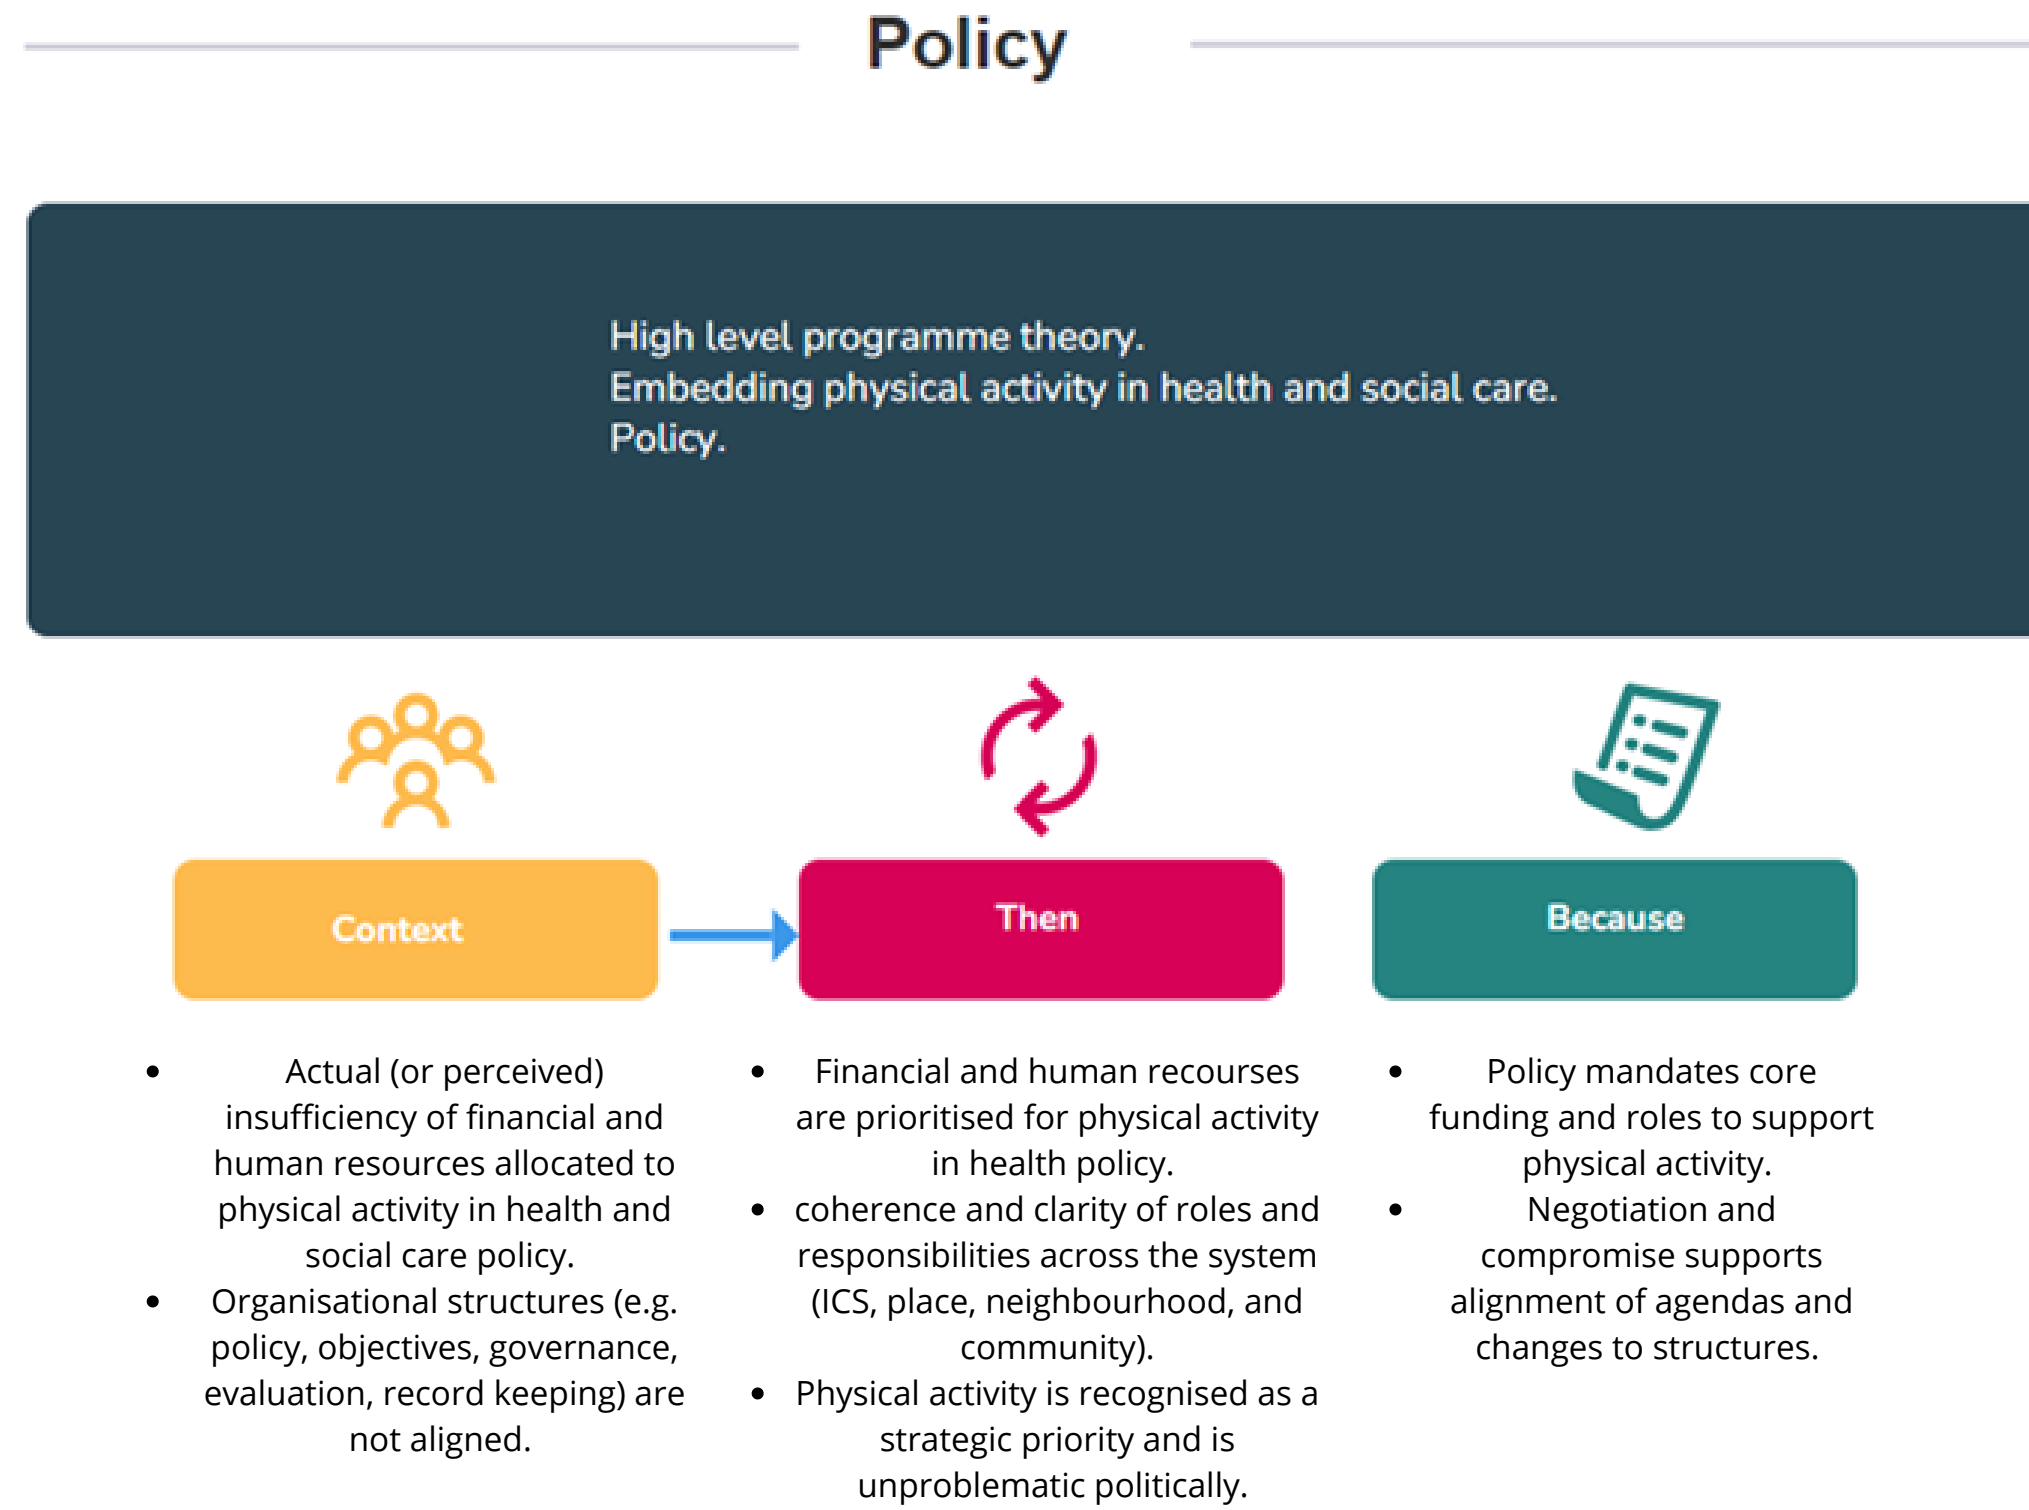 Policy
High level programme theory.
Embedding physical activity in health and social care.
Policy.
Context
Then
Because
• Actual (or perceived)
insufficiency of financial and
human resources allocated to
physical activity in health and
social care policy.
• Organisational structures (e.g.
policy, objectives, governance,
evaluation, record keeping) are
not aligned.
• Financial and human recourses
are prioritised for physical activity
in health policy.
• coherence and clarity of roles and
responsibilities across the system
(ICS, place, neighbourhood, and
community).
• Physical activity is recognised as a
strategic priority and is
unproblematic politically.
• Policy mandates core
funding and roles to support
physical activity.
• Negotiation and
compromise supports
alignment of agendas and
changes to structures.